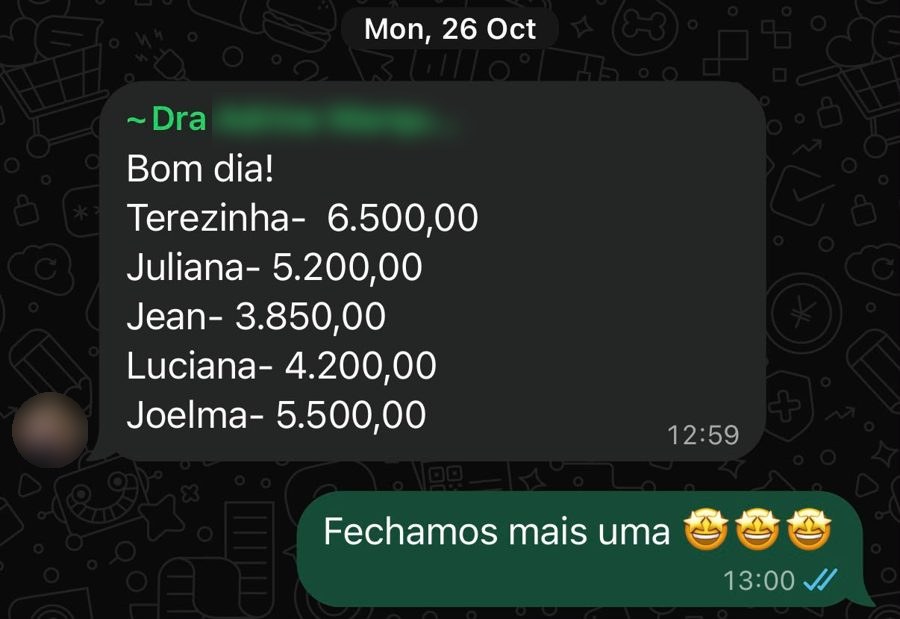 Mon, 26 Oct
~Dra
Bom dia!
Terezinha-  6.500,00
Juliana- 5.200,00
Jean- 3.850,00
Luciana- 4.200,00
Joelma- 5.500,00
12:59
Fechamos mais uma 🤩🤩🤩
13:00